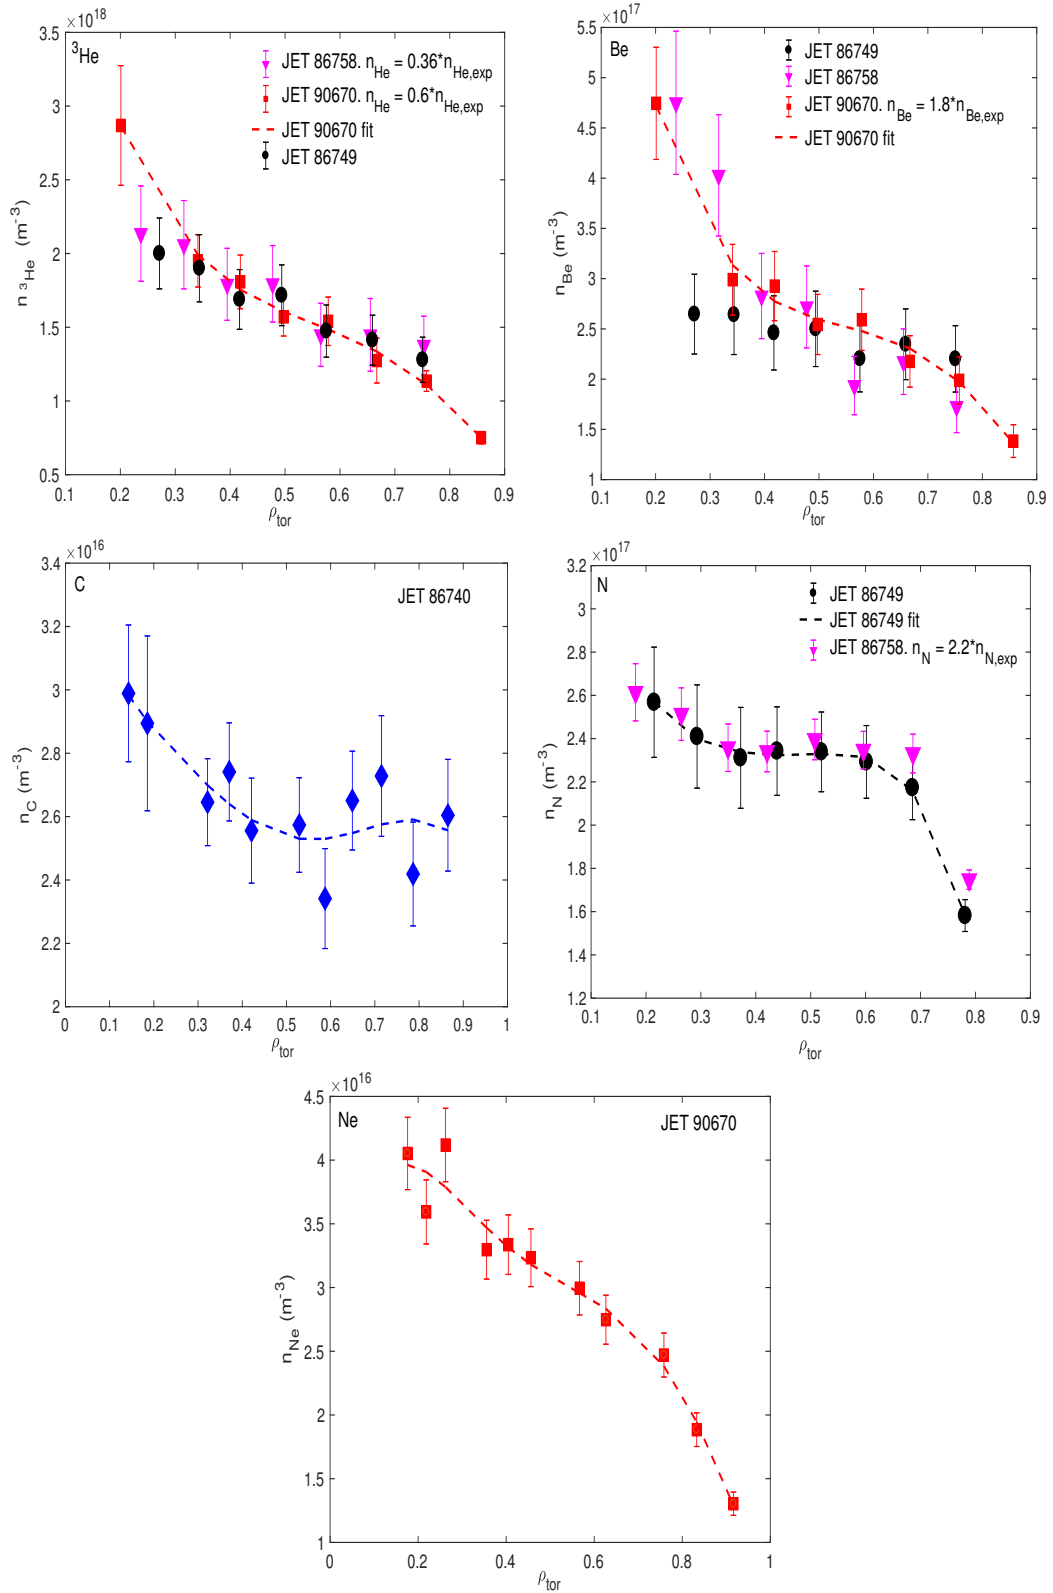 ×10^18
3.5
3
2.5
2
1.5
1
0.5
^3He
JET 86758. n_He = 0.36*n_He,exp
JET 90670. n_He = 0.6*n_He,exp
JET 90670 fit
JET 86749
n_3He (m^-3)
0.1 0.2 0.3 0.4 0.5 0.6 0.7 0.8 0.9
ρ_tor
×10^17
5.5
5
4.5
4
3.5
3
2.5
2
1.5
1
Be
JET 86749
JET 86758
JET 90670. n_Be = 1.8*n_Be,exp
JET 90670 fit
n_Be (m^-3)
0.1 0.2 0.3 0.4 0.5 0.6 0.7 0.8 0.9
ρ_tor
×10^16
3.4
3.2
3
2.8
2.6
2.4
2.2
2
C
JET 86740
n_C (m^-3)
0 0.1 0.2 0.3 0.4 0.5 0.6 0.7 0.8 0.9 1
ρ_tor
×10^17
3.2
3
2.8
2.6
2.4
2.2
2
1.8
1.6
1.4
1.2
N
JET 86749
JET 86749 fit
JET 86758. n_N = 2.2*n_N,exp
n_N (m^-3)
0.1 0.2 0.3 0.4 0.5 0.6 0.7 0.8 0.9
ρ_tor
×10^16
4.5
4
3.5
3
2.5
2
1.5
1
Ne
JET 90670
n_Ne (m^-3)
0 0.2 0.4 0.6 0.8 1
ρ_tor